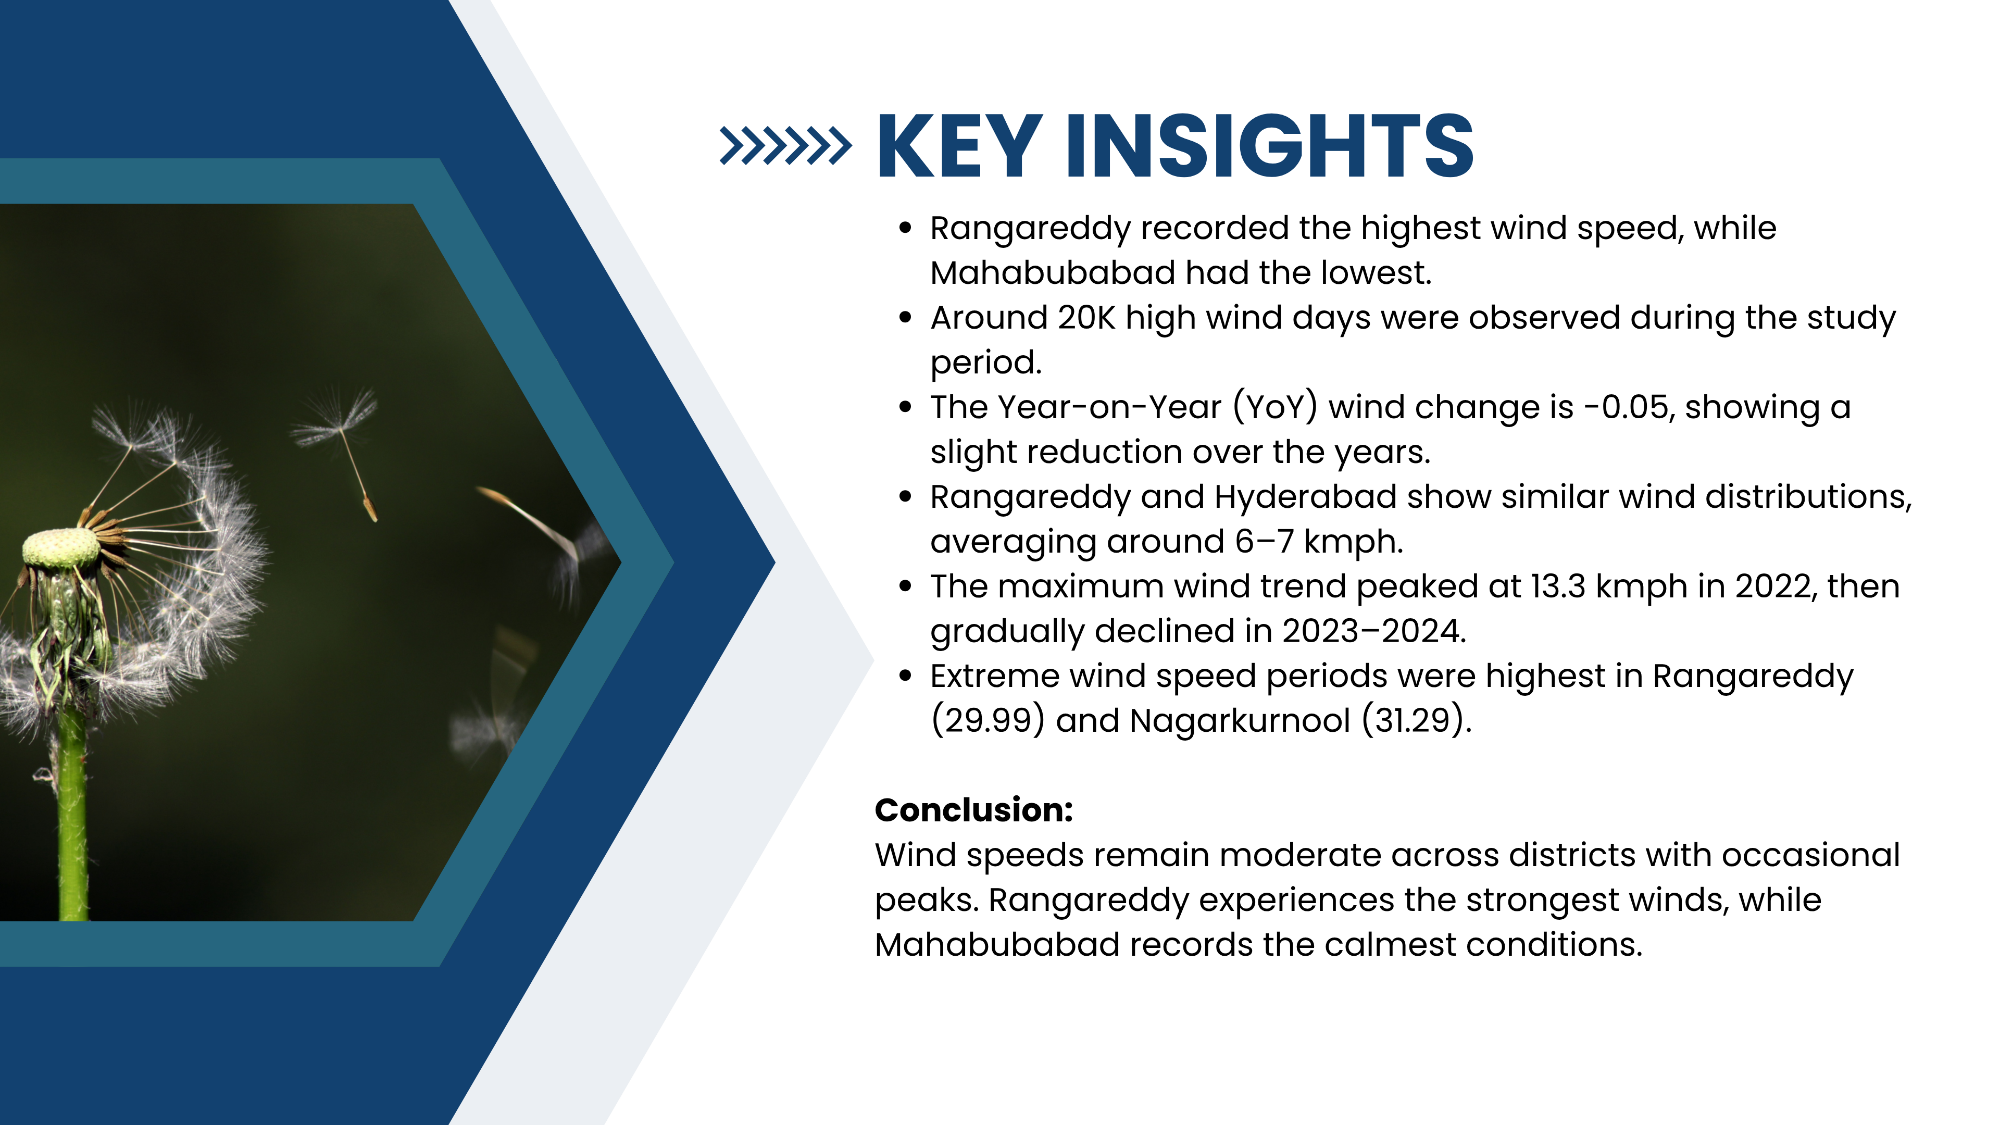 KEY INSIGHTS
• Rangareddy recorded the highest wind speed, while
Mahabubabad had the lowest.
• Around 20K high wind days were observed during the study
period.
• The Year-on-Year (YoY) wind change is -0.05, showing a
slight reduction over the years.
• Rangareddy and Hyderabad show similar wind distributions,
averaging around 6–7 kmph.
• The maximum wind trend peaked at 13.3 kmph in 2022, then
gradually declined in 2023–2024.
• Extreme wind speed periods were highest in Rangareddy
(29.99) and Nagarkurnool (31.29).
Conclusion:
Wind speeds remain moderate across districts with occasional
peaks. Rangareddy experiences the strongest winds, while
Mahabubabad records the calmest conditions.